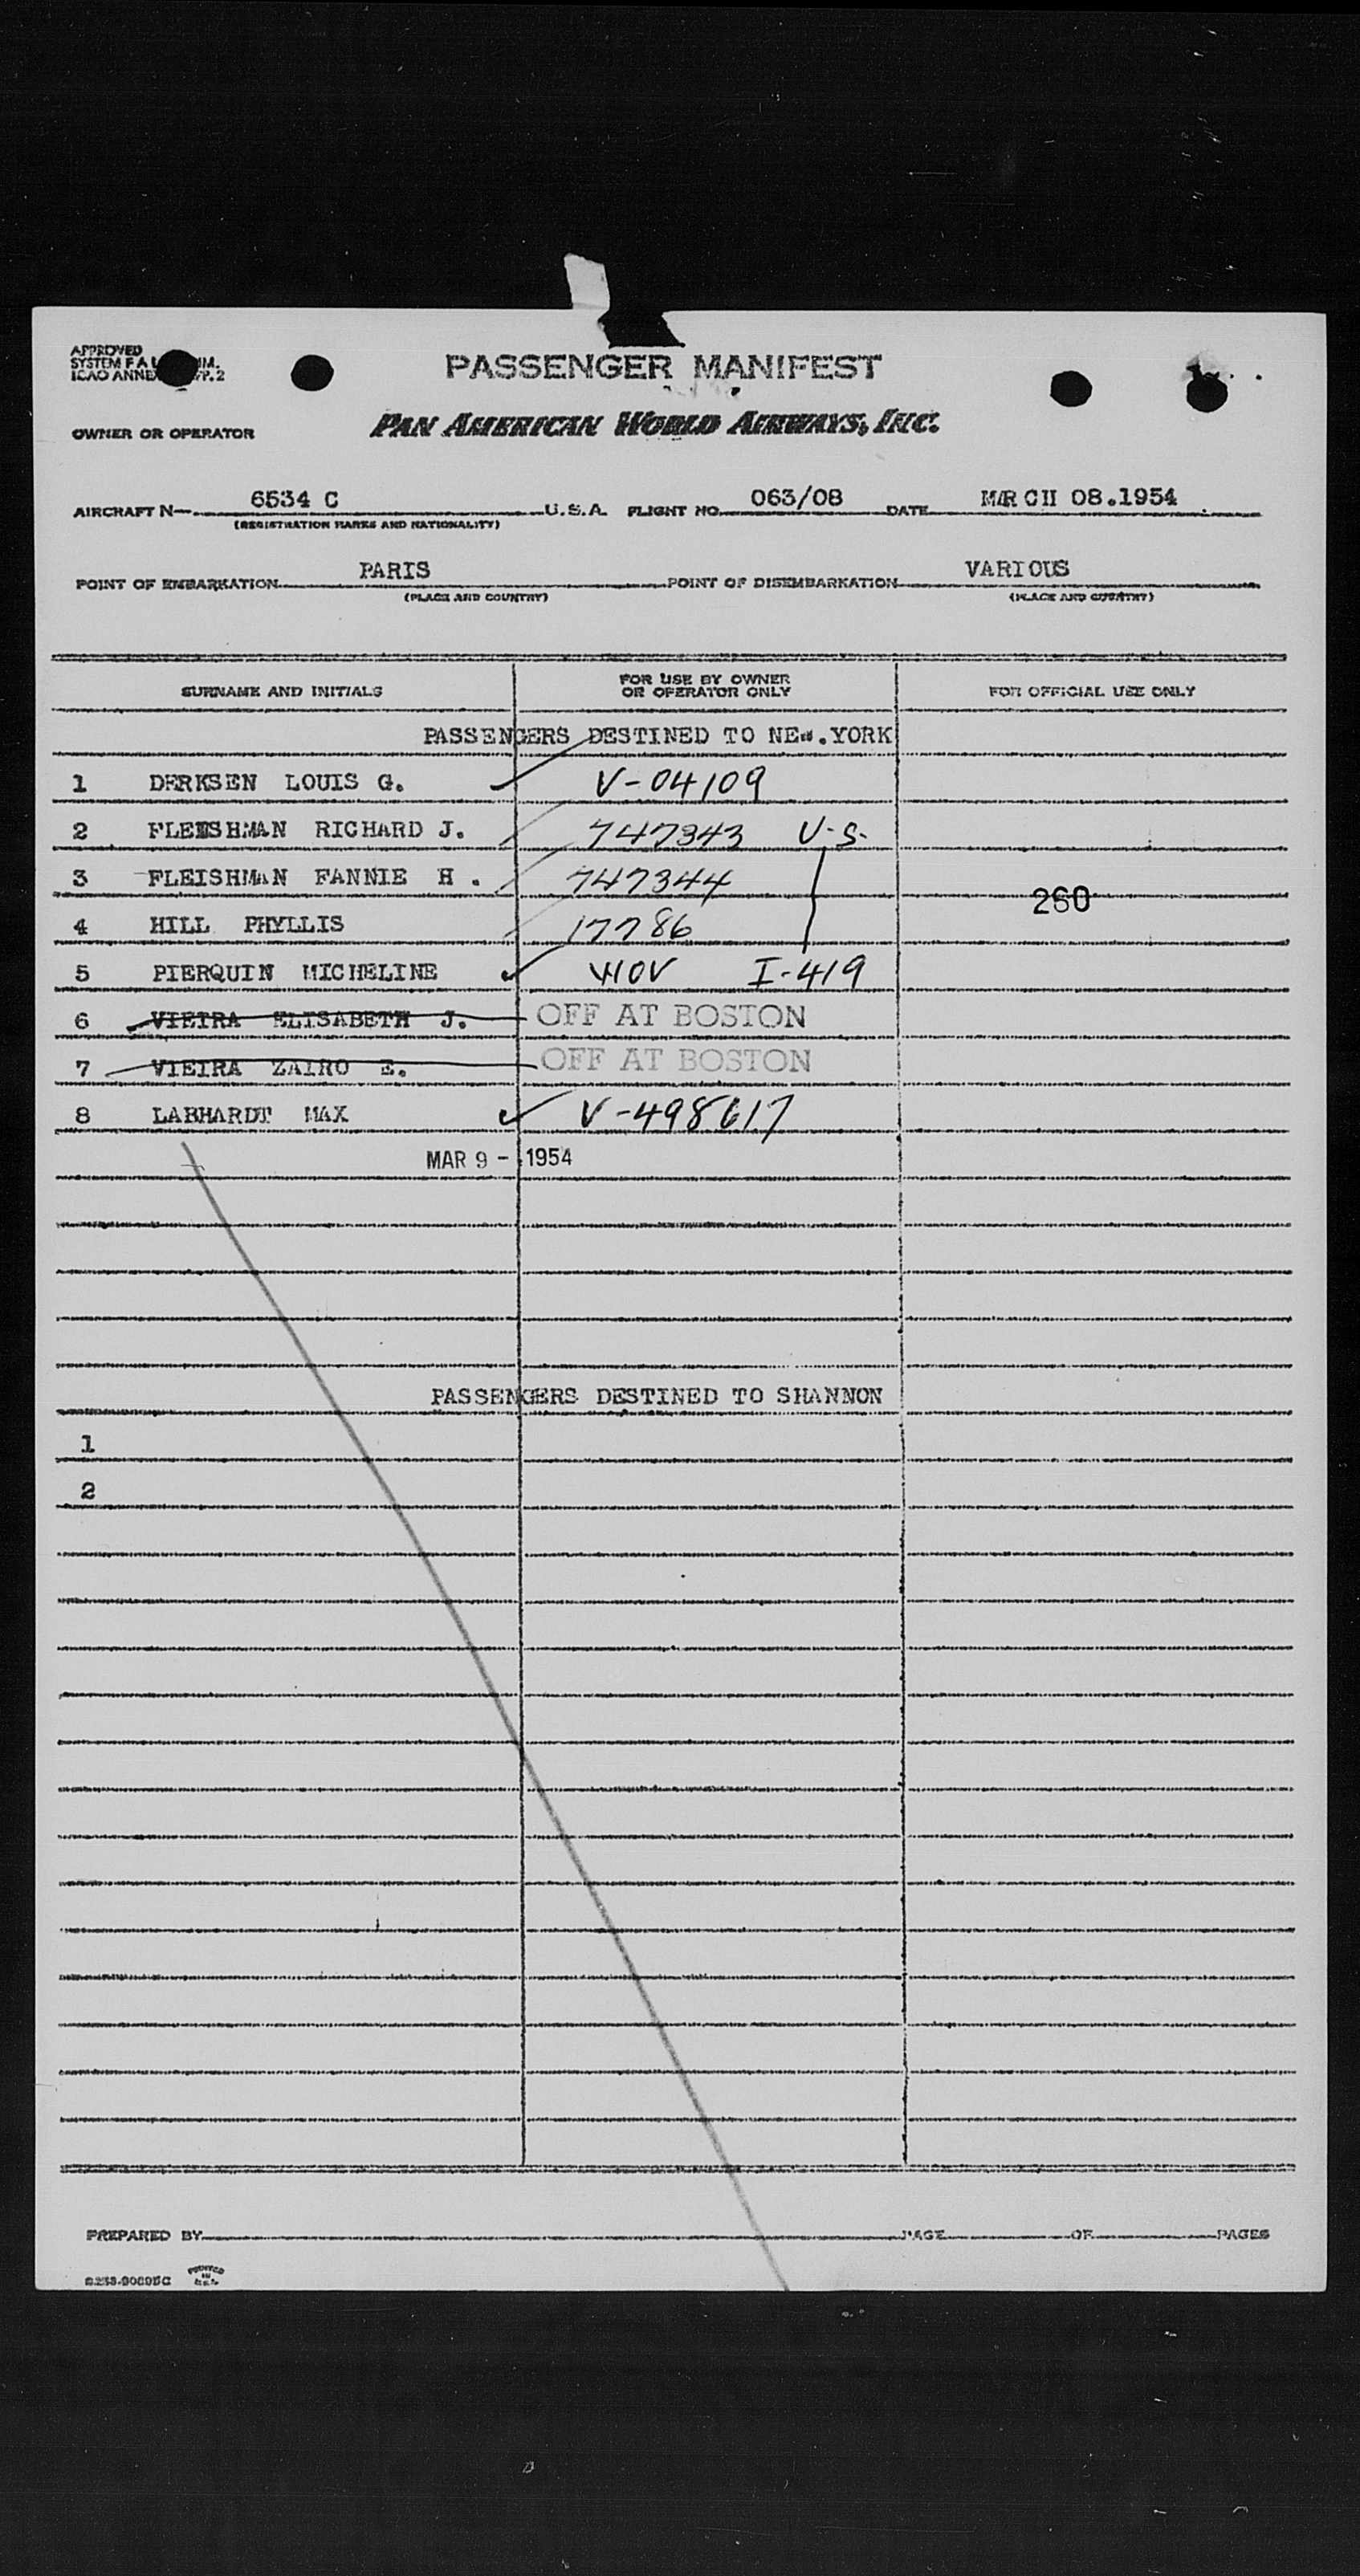 APPROVED
SYSTEM F A L
ICAO ANNEX
PASSENGER MANIFEST
OWNER OR OPERATOR PAN AMERICAN WORLD AIRWAYS, INC.
AIRCRAFT N— 6534 C U.S.A. FLIGHT NO. 063/08 DATE MARCH 08.1954
(REGISTRATION MARKS AND NATIONALITY)
POINT OF EMBARKATION PARIS POINT OF DISEMBARKATION VARIOUS
(PLACE AND COUNTRY) (PLACE AND COUNTRY)
SURNAME AND INITIALS FOR USE BY OWNER OR OPERATOR ONLY FOR OFFICIAL USE ONLY
PASSENGERS DESTINED TO NEW.YORK
1 DERKSEN LOUIS G. V-04109
2 FLEISHMAN RICHARD J. 747343 U.S.
3 FLEISHMAN FANNIE H . 747344
260
4 HILL PHYLLIS 17786
5 PIERQUIN MICHELINE I-419
6 VIEIRA ELISABETH J. OFF AT BOSTON
7 VIEIRA ZAIRO E. OFF AT BOSTON
8 LABHARDT MAX V-498617
MAR 9 - 1954
PASSENGERS DESTINED TO SHANNON
1
2
PREPARED BY PAGE OF PAGES
PRINTED IN U.S.A.